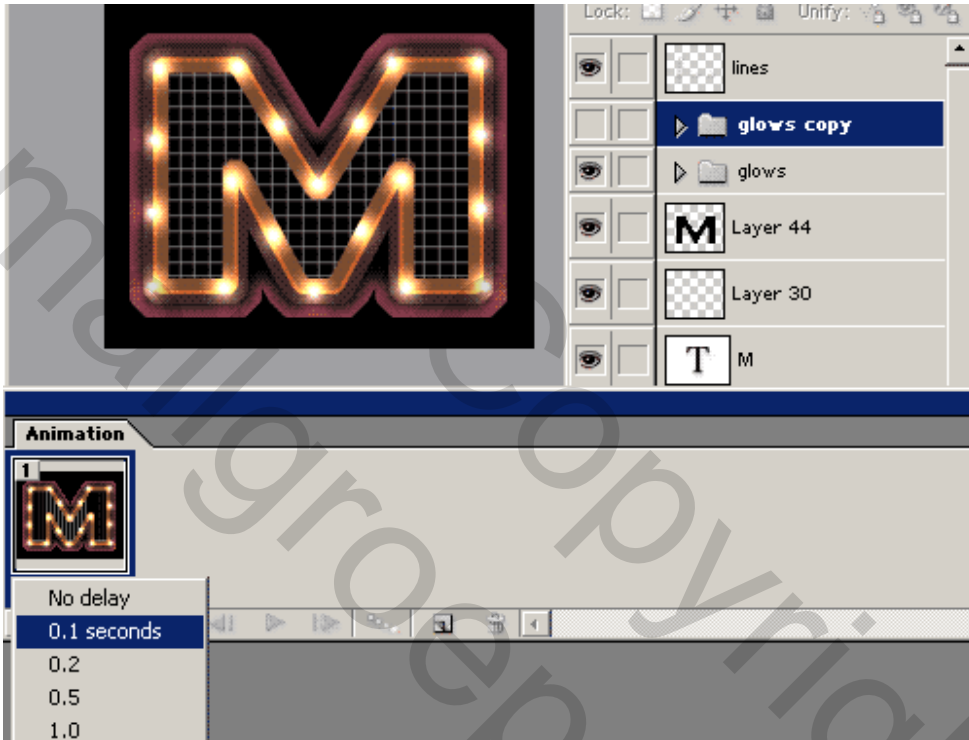 Lock: Unify:
lines
glows copy
glows
M Layer 44
Layer 30
T M
Animation
1
M
No delay
0.1 seconds
0.2
0.5
1.0
M
Copyright